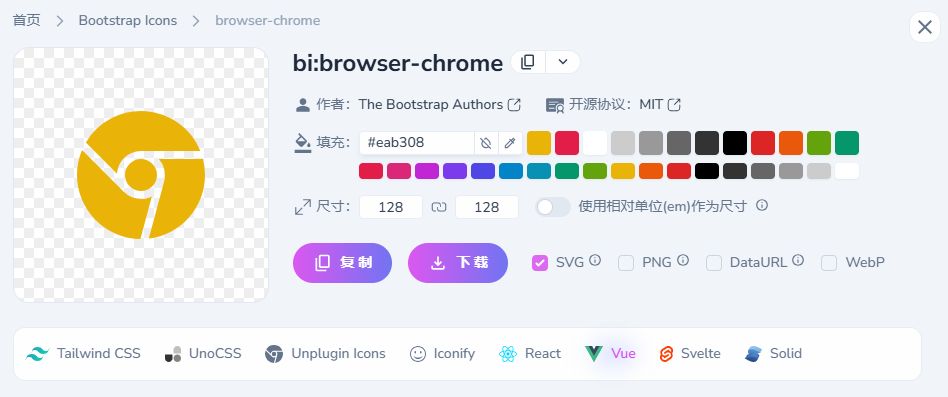 首页 Bootstrap Icons browser-chrome
bi:browser-chrome
作者： The Bootstrap Authors 开源协议： MIT
填充： #eab308
尺寸： 128 128 使用相对单位(em)作为尺寸
复制 下载 SVG PNG DataURL WebP
Tailwind CSS UnoCSS Unplugin Icons Iconify React Vue Svelte Solid